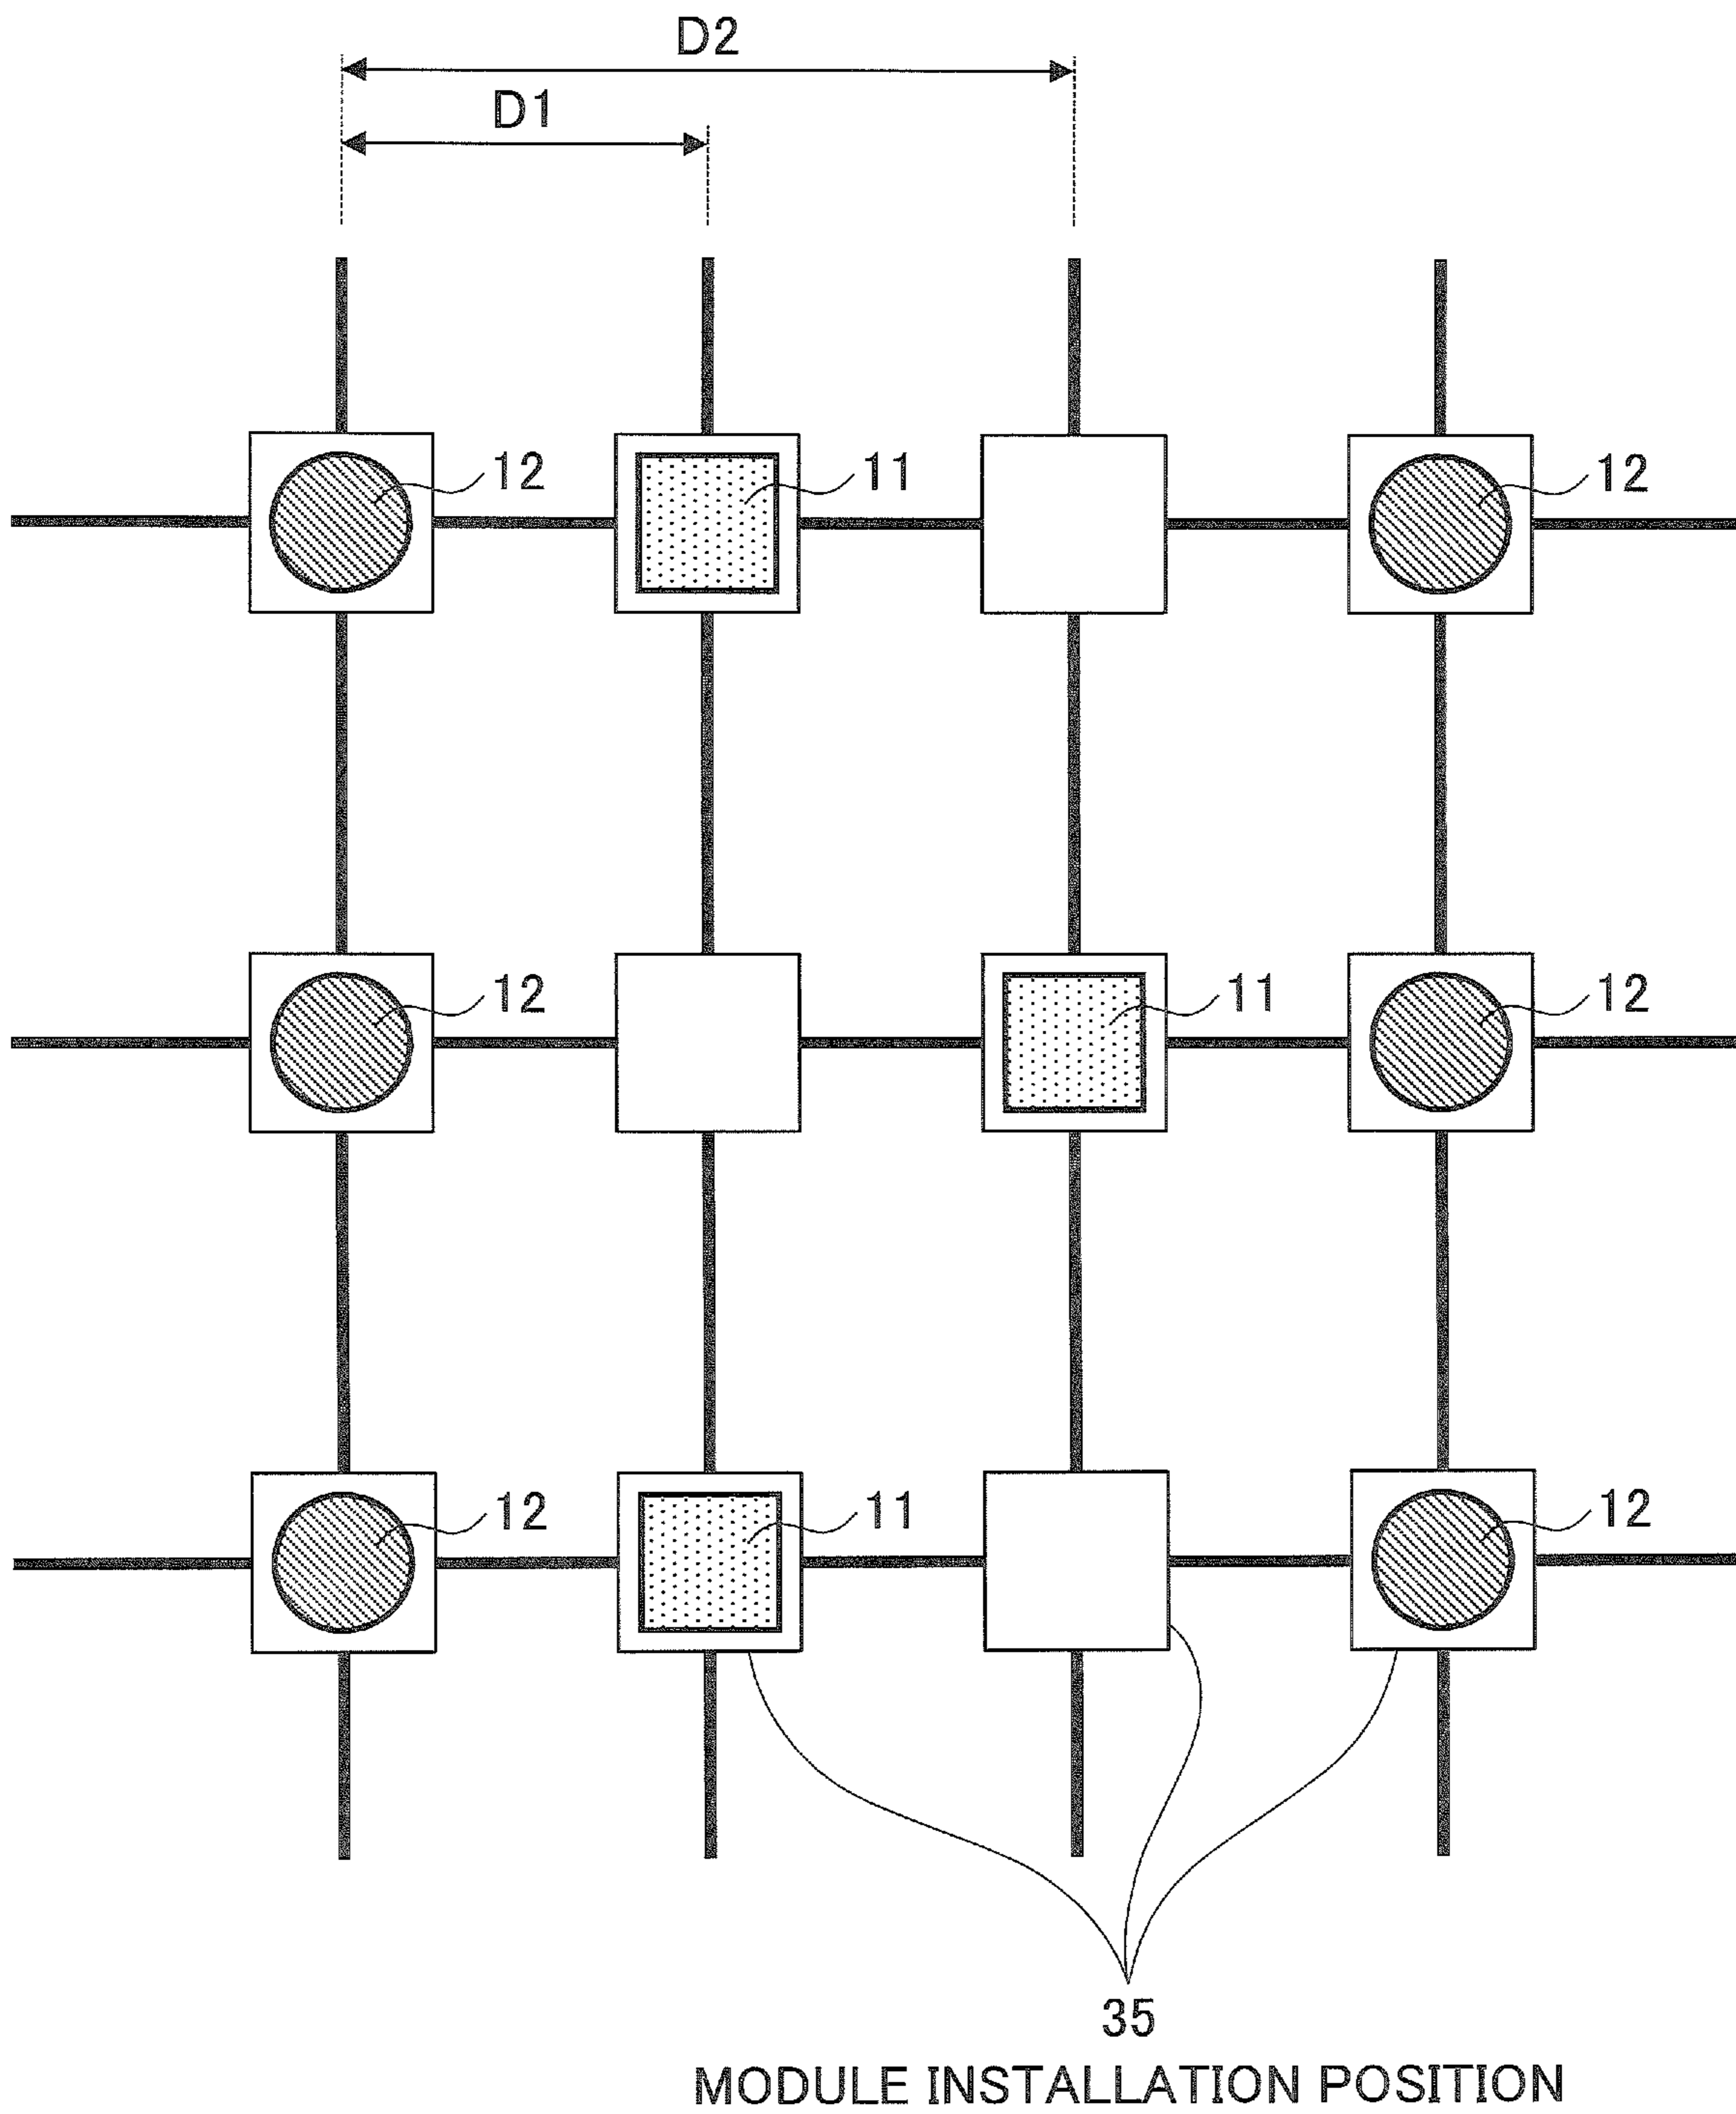 D2
D1
12 11 12
12 11 12
12 11 12
35
MODULE INSTALLATION POSITION